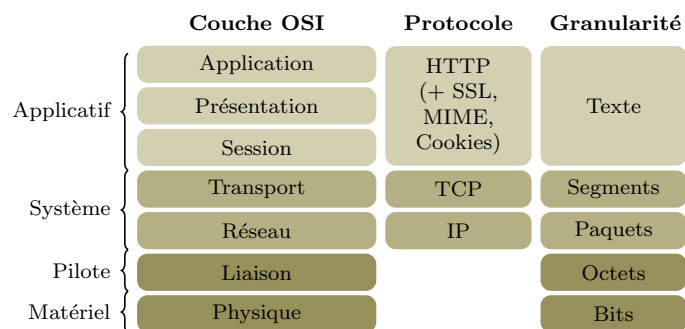 Couche OSI Protocole Granularité
Applicatif
Application
Présentation
Session
HTTP
(+ SSL,
MIME,
Cookies)
Texte
Système
Transport TCP Segments
Réseau IP Paquets
Pilote Liaison Octets
Matériel Physique Bits